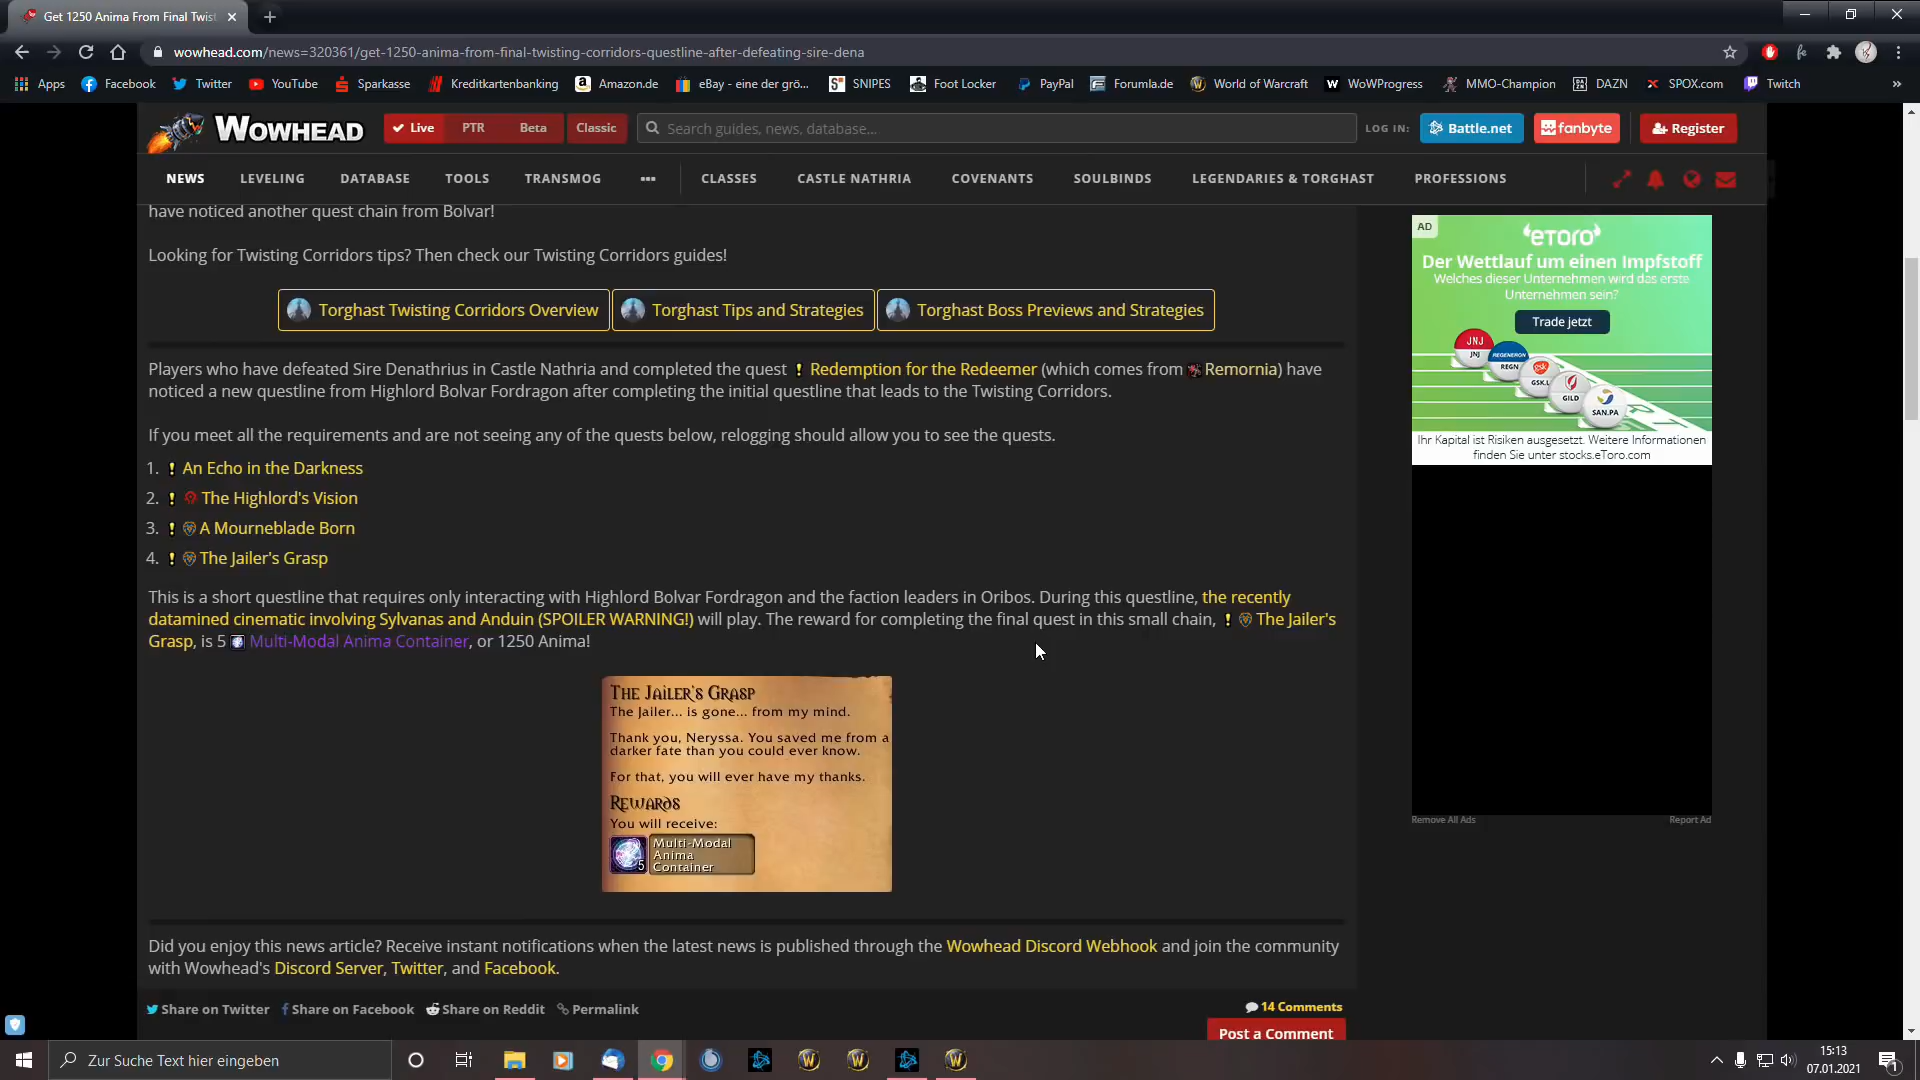 Get 1250 Anima From Final Twist
wowhead.com/news=320361/get-1250-anima-from-final-twisting-corridors-questline-after-defeating-sire-dena
Apps Facebook Twitter YouTube Sparkasse Kreditkartenbanking Amazon.de eBay - eine der grö... SNIPES Foot Locker PayPal Forumla.de World of Warcraft WoWProgress MMO-Champion DAZN SPOX.com Twitch »
WOWHEAD Live PTR Beta Classic Search guides, news, database... LOG IN: Battle.net fanbyte Register
NEWS LEVELING DATABASE TOOLS TRANSMOG ••• CLASSES CASTLE NATHRIA COVENANTS SOULBINDS LEGENDARIES & TORGHAST PROFESSIONS
have noticed another quest chain from Bolvar!
Looking for Twisting Corridors tips? Then check our Twisting Corridors guides!
Torghast Twisting Corridors Overview Torghast Tips and Strategies Torghast Boss Previews and Strategies
Players who have defeated Sire Denathrius in Castle Nathria and completed the quest ! Redemption for the Redeemer (which comes from Remornia) have
noticed a new questline from Highlord Bolvar Fordragon after completing the initial questline that leads to the Twisting Corridors.
If you meet all the requirements and are not seeing any of the quests below, relogging should allow you to see the quests.
1. ! An Echo in the Darkness
2. ! The Highlord's Vision
3. ! A Mourneblade Born
4. ! The Jailer's Grasp
This is a short questline that requires only interacting with Highlord Bolvar Fordragon and the faction leaders in Oribos. During this questline, the recently
datamined cinematic involving Sylvanas and Anduin (SPOILER WARNING!) will play. The reward for completing the final quest in this small chain, ! The Jailer's
Grasp, is 5 Multi-Modal Anima Container, or 1250 Anima!
THE JAILER'S GRASP
The Jailer... is gone... from my mind.
Thank you, Neryssa. You saved me from a
darker fate than you could ever know.
For that, you will ever have my thanks.
REWARDS
You will receive:
5 Multi-Modal
Anima
Container
Did you enjoy this news article? Receive instant notifications when the latest news is published through the Wowhead Discord Webhook and join the community
with Wowhead's Discord Server, Twitter, and Facebook.
Share on Twitter Share on Facebook Share on Reddit Permalink
14 Comments
Post a Comment
AD
eToro
Der Wettlauf um einen Impfstoff
Welches dieser Unternehmen wird das erste
Unternehmen sein?
Trade jetzt
JNJ
JNJ
REGENERON
REGN
gsk
GSK.L
GILD
SANOFI
SAN.PA
Ihr Kapital ist Risiken ausgesetzt. Weitere Informationen
finden Sie unter stocks.eToro.com
Remove All Ads Report Ad
Zur Suche Text hier eingeben
15:13
07.01.2021
1